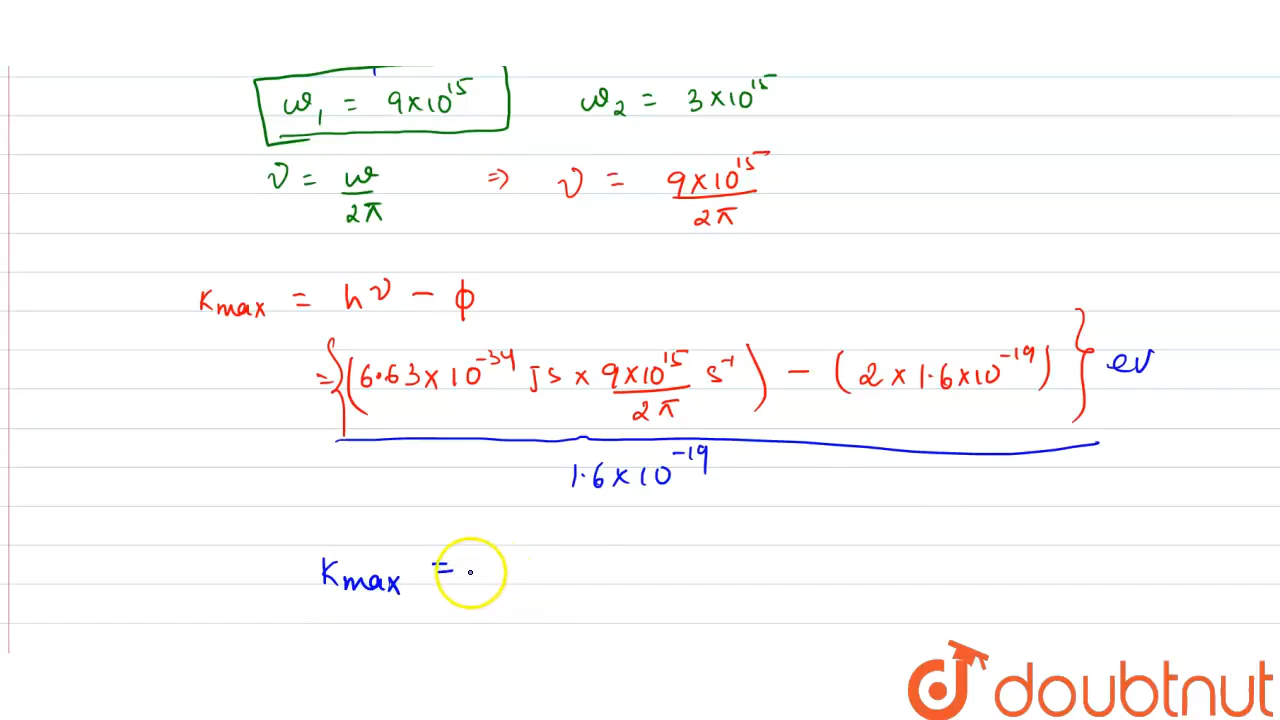 ω₁ = 9×10¹⁵ ω₂ = 3×10¹⁵
ν = ω/2π ⇒ ν = 9×10¹⁵/2π
Kmax = hν − φ
= {(6.63×10⁻³⁴ Js × 9×10¹⁵/2π s⁻¹) − (2×1.6×10⁻¹⁹)} eV
1.6×10⁻¹⁹
Kmax = .
doubtnut